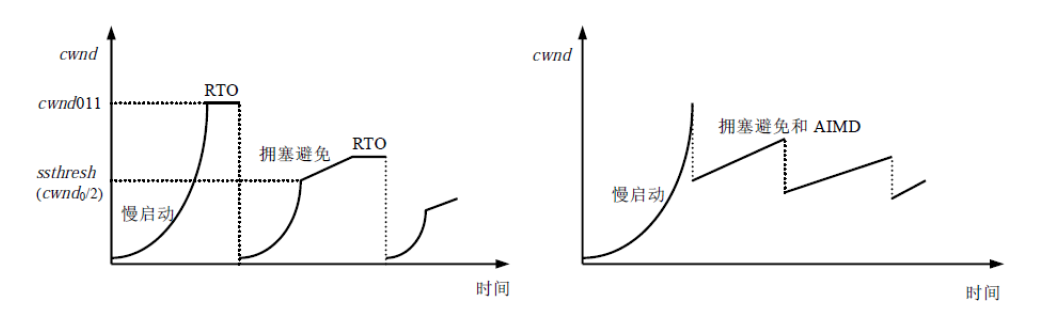 cwnd
RTO
cwnd011
拥塞避免
RTO
ssthresh
(cwnd₀/2)
慢启动
时间
cwnd
拥塞避免和 AIMD
慢启动
时间